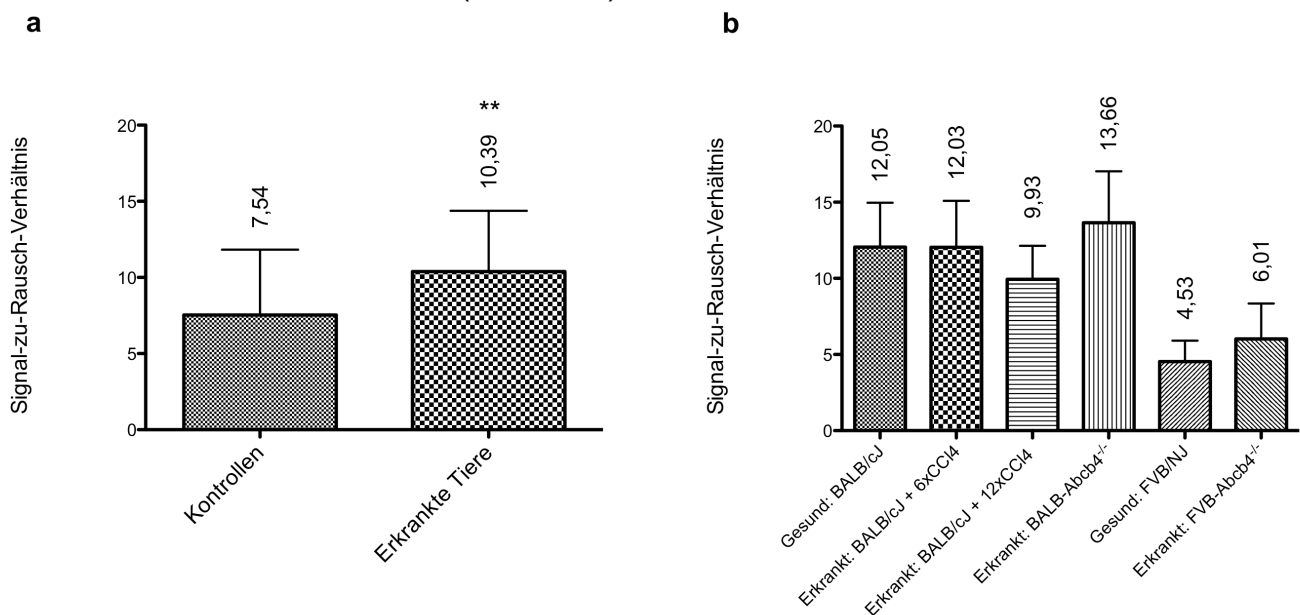 a
Signal-zu-Rausch-Verhältnis
20
15
10
5
0
7,54
**
10,39
Kontrollen
Erkrankte Tiere
b
Signal-zu-Rausch-Verhältnis
20
15
10
5
0
12,05
12,03
9,93
13,66
4,53
6,01
Gesund: BALB/cJ
Erkrankt: BALB/cJ + 6xCCl4
Erkrankt: BALB/cJ + 12xCCl4
Erkrankt: BALB-Abcb4-/-
Gesund: FVB/NJ
Erkrankt: FVB-Abcb4-/-